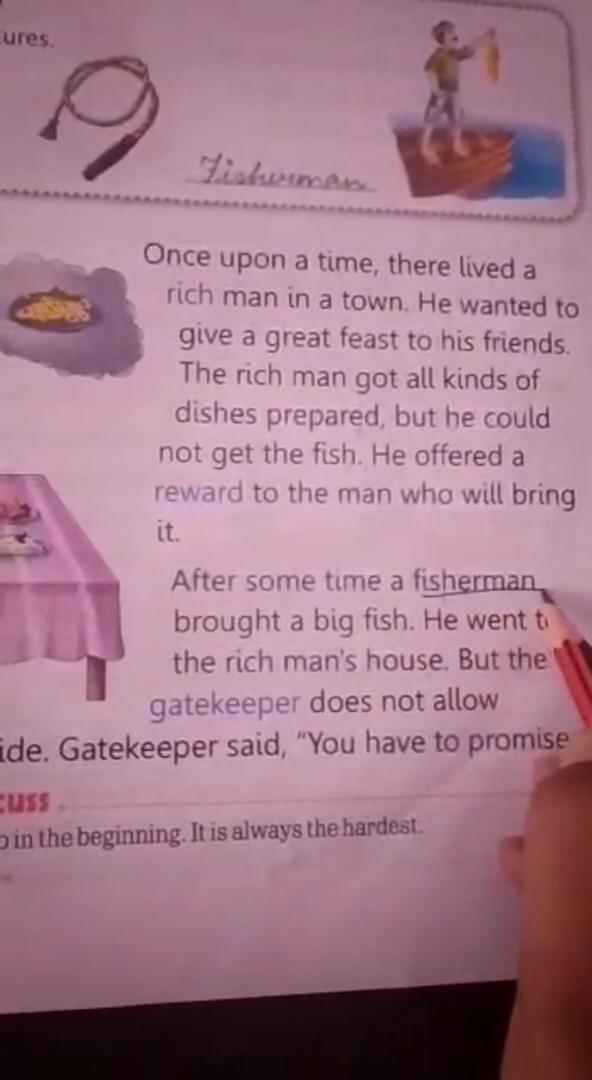 ures.
Fisherman
Once upon a time, there lived a
rich man in a town. He wanted to
give a great feast to his friends.
The rich man got all kinds of
dishes prepared, but he could
not get the fish. He offered a
reward to the man who will bring
it.
After some time a fisherman
brought a big fish. He went t
the rich man's house. But the
gatekeeper does not allow
ide. Gatekeeper said, "You have to promise
cuss
o in the beginning. It is always the hardest.